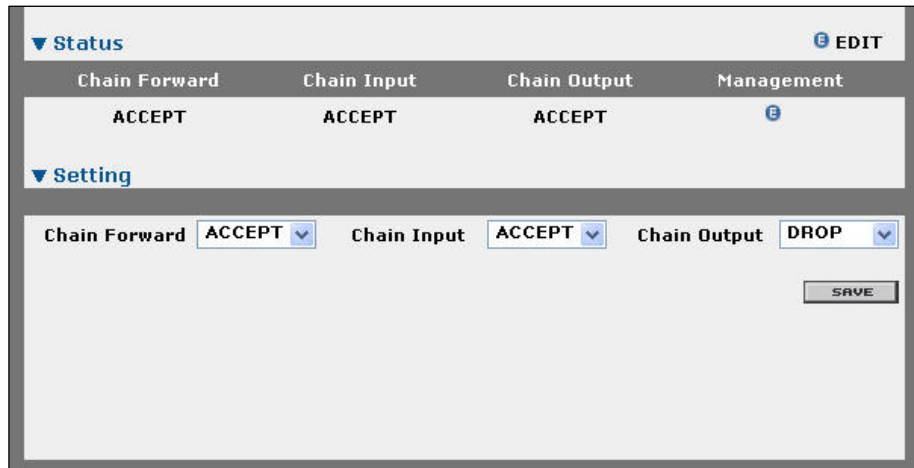 Status
E EDIT
Chain Forward Chain Input Chain Output Management
ACCEPT ACCEPT ACCEPT E
Setting
Chain Forward ACCEPT Chain Input ACCEPT Chain Output DROP
SAVE